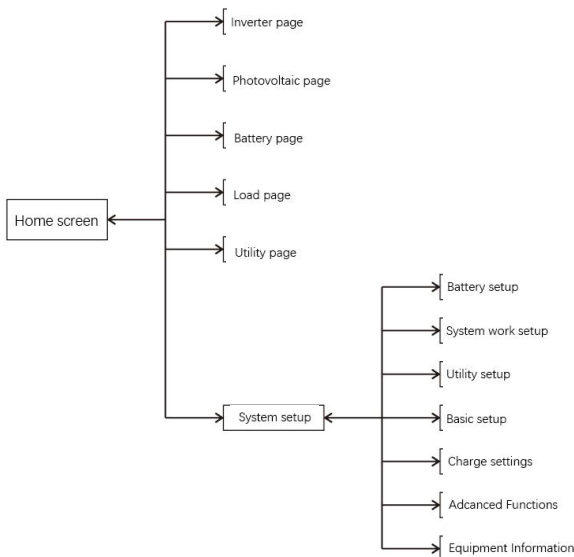 Inverter page
Photovoltaic page
Battery page
Load page
Home screen
Utility page
Battery setup
System work setup
Utility setup
System setup
Basic setup
Charge settings
Adcanced Functions
Equipment Information